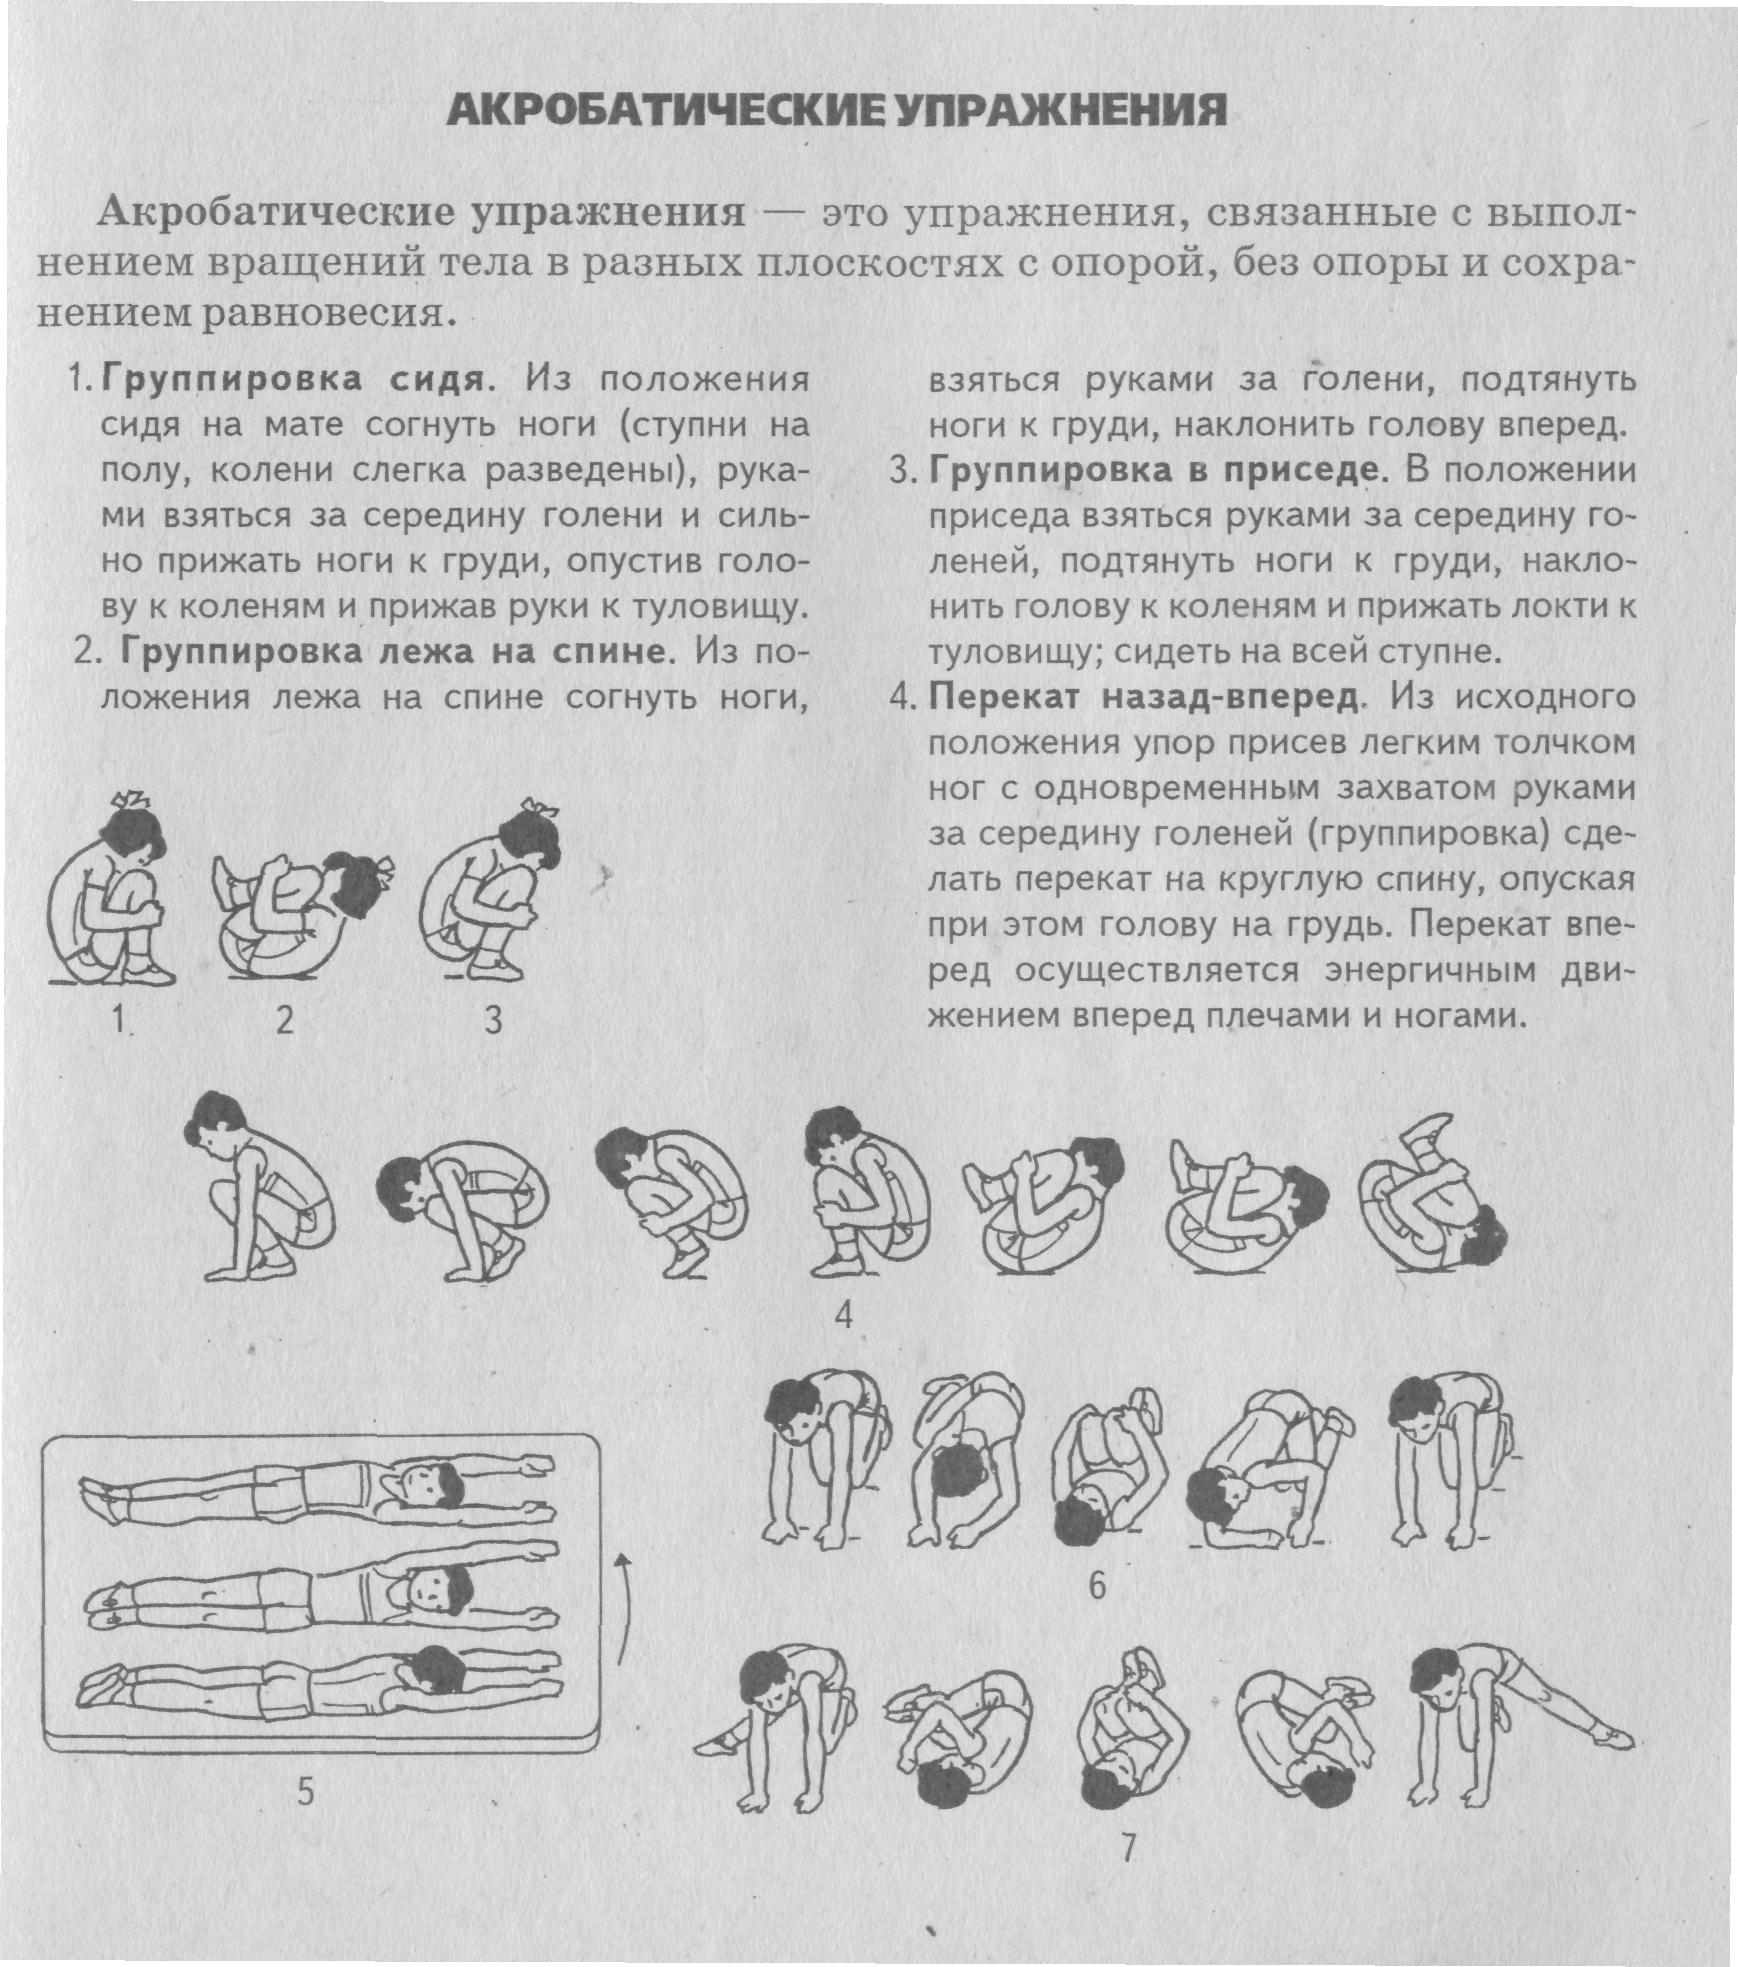 АКРОБАТИЧЕСКИЕ УПРАЖНЕНИЯ
Акробатические упражнения — это упражнения, связанные с выпол-
нением вращений тела в разных плоскостях с опорой, без опоры и сохра-
нением равновесия.
1. Группировка сидя. Из положения
сидя на мате согнуть ноги (ступни на
полу, колени слегка разведены), рука-
ми взяться за середину голени и силь-
но прижать ноги к груди, опустив голо-
ву к коленям и прижав руки к туловищу.
2. Группировка лежа на спине. Из по-
ложения лежа на спине согнуть ноги,
взяться руками за голени, подтянуть
ноги к груди, наклонить голову вперед.
3. Группировка в приседе. В положении
приседа взяться руками за середину го-
леней, подтянуть ноги к груди, накло-
нить голову к коленям и прижать локти к
туловищу; сидеть на всей ступне.
4. Перекат назад-вперед. Из исходного
положения упор присев легким толчком
ног с одновременным захватом руками
за середину голеней (группировка) сде-
лать перекат на круглую спину, опуская
при этом голову на грудь. Перекат впе-
ред осуществляется энергичным дви-
жением вперед плечами и ногами.
1
2
3
4
5
6
7